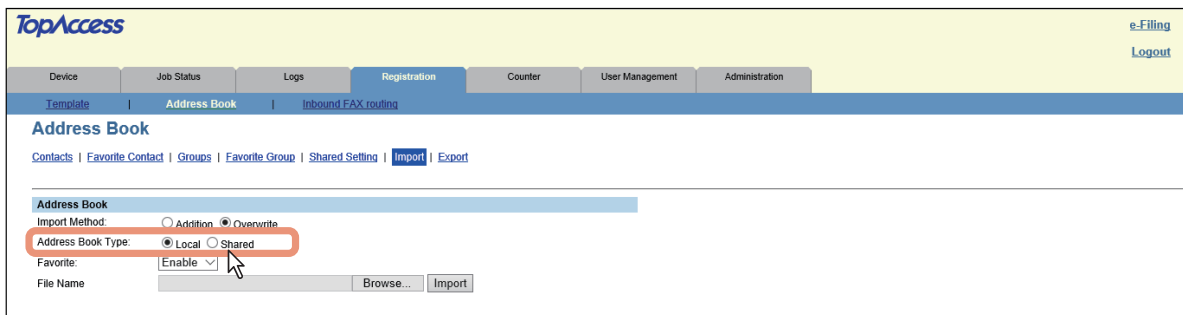 TopAccess
e-Filing
Logout
Device Job Status Logs Registration Counter User Management Administration
Template | Address Book | Inbound FAX routing
Address Book
Contacts | Favorite Contact | Groups | Favorite Group | Shared Setting | Import | Export
Address Book
Import Method: Addition Overwrite
Address Book Type: Local Shared
Favorite: Enable
File Name Browse... Import